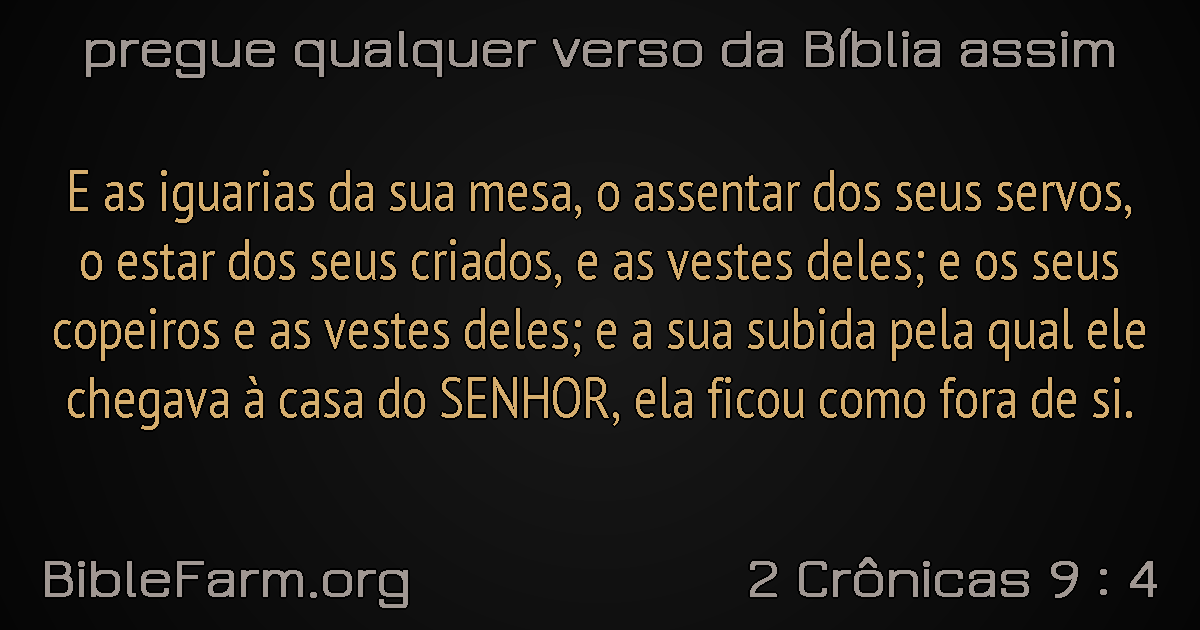 pregue qualquer verso da Bíblia assim
E as iguarias da sua mesa, o assentar dos seus servos,
o estar dos seus criados, e as vestes deles; e os seus
copeiros e as vestes deles; e a sua subida pela qual ele
chegava à casa do SENHOR, ela ficou como fora de si.
BibleFarm.org
2 Crônicas 9 : 4